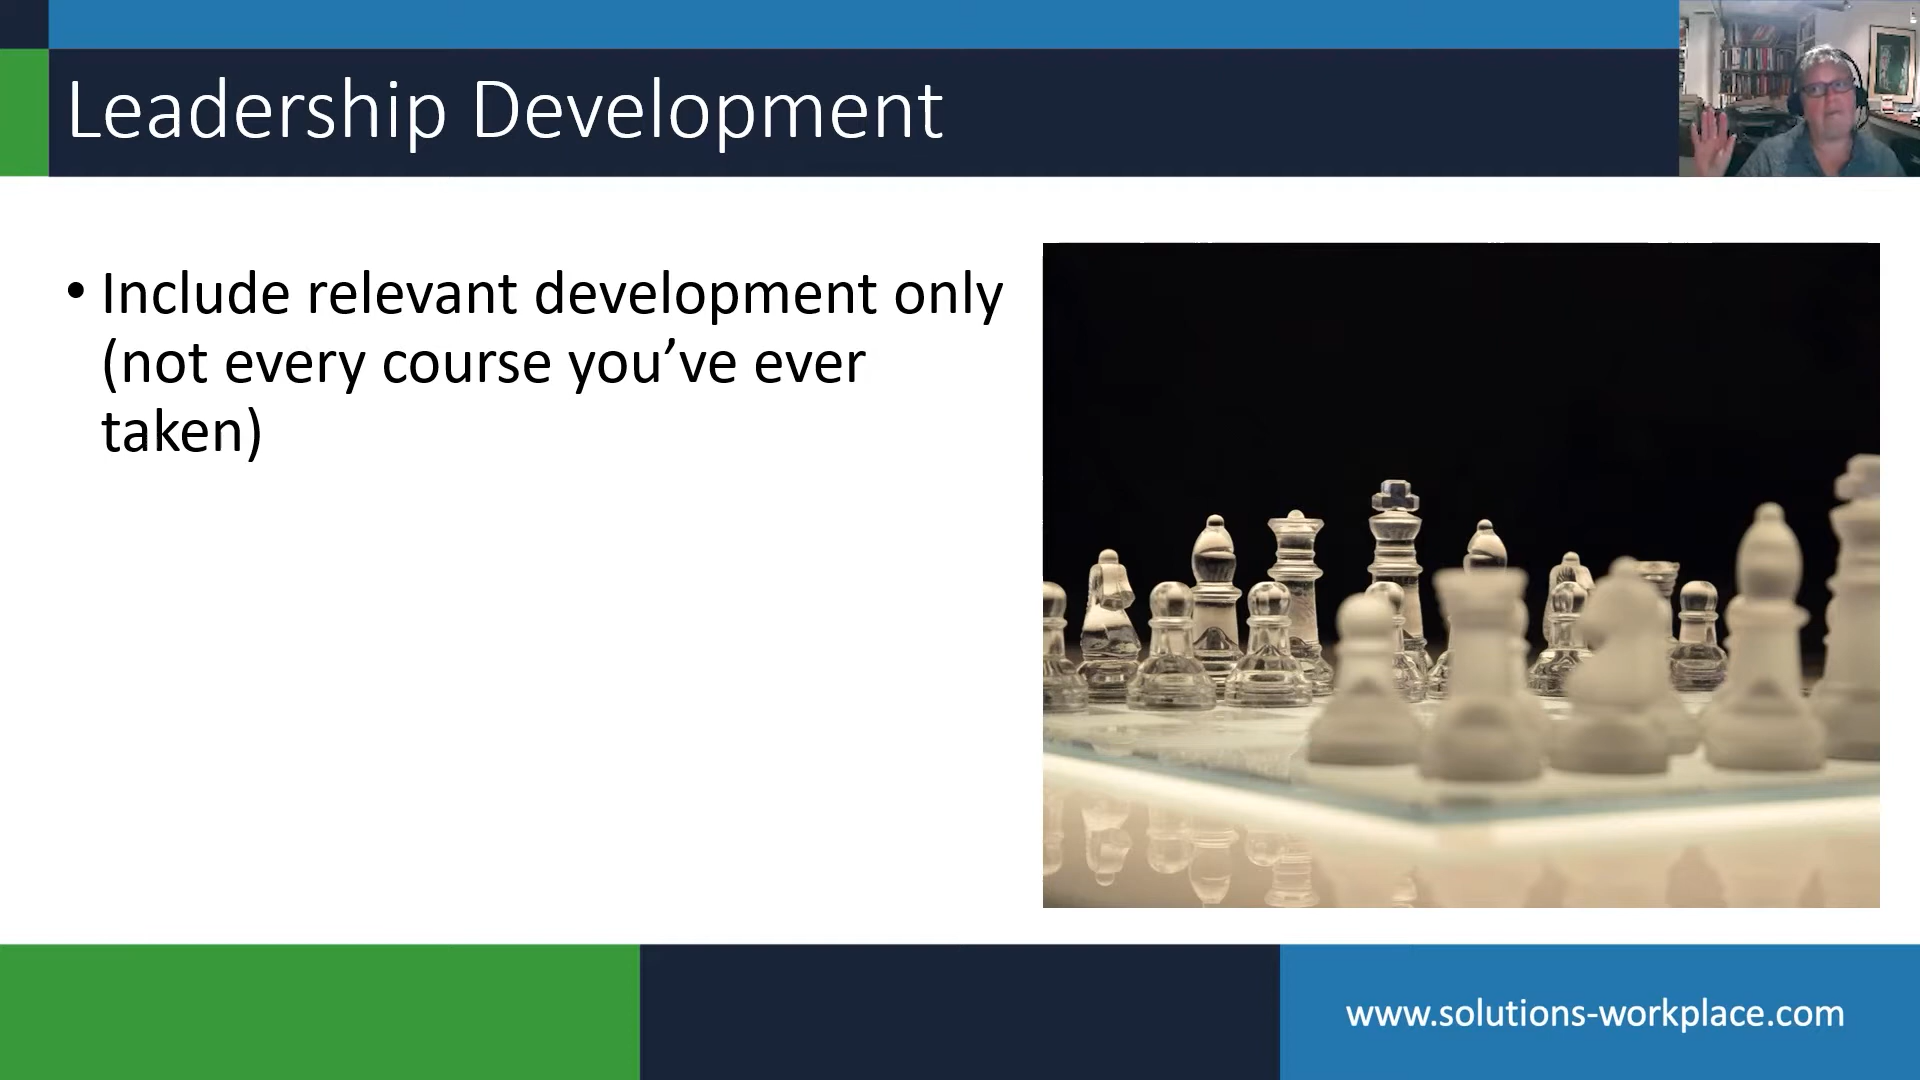 Leadership Development
• Include relevant development only
(not every course you’ve ever
taken)
www.solutions-workplace.com